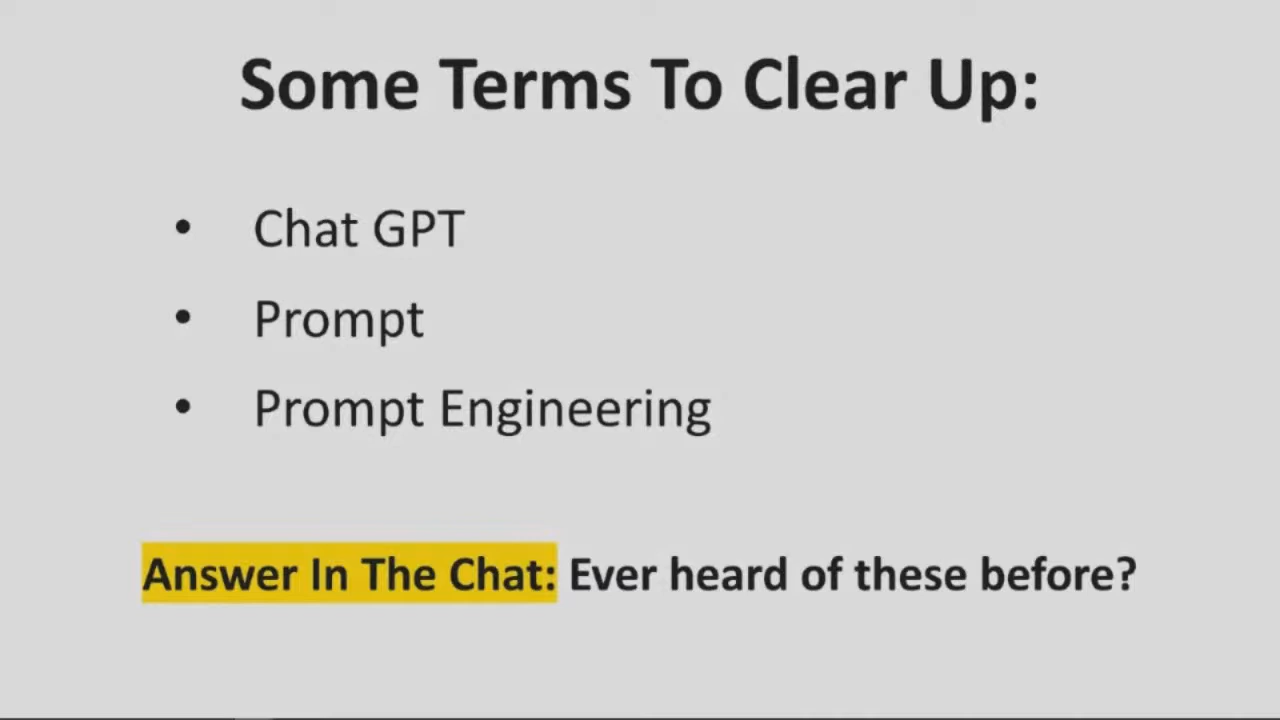 Some Terms To Clear Up:
• Chat GPT
• Prompt
• Prompt Engineering
Answer In The Chat: Ever heard of these before?